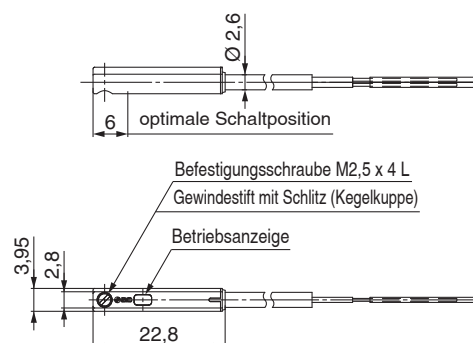 Ø 2,6
6
optimale Schaltposition
Befestigungsschraube M2,5 x 4 L
Gewindestift mit Schlitz (Kegelkuppe)
Betriebsanzeige
3,95
2,8
22,8